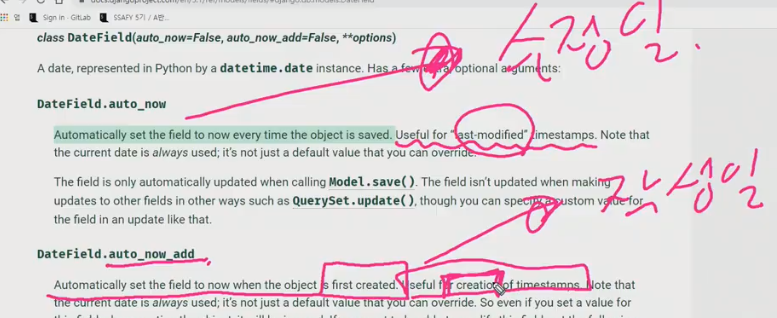 docs.djangoproject.com/en/3.1/ref/models/fields/#django.db.models.DateField
앱 Sign in · GitLab SSAFY 5기 / A반...
class DateField(auto_now=False, auto_now_add=False, **options)
수정일.
A date, represented in Python by a datetime.date instance. Has a few optional arguments:
DateField.auto_now
Automatically set the field to now every time the object is saved. Useful for “last-modified” timestamps. Note that
the current date is always used; it’s not just a default value that you can override.
작성일
The field is only automatically updated when calling Model.save(). The field isn’t updated when making
updates to other fields in other ways such as QuerySet.update(), though you can specify a custom value for
the field in an update like that.
DateField.auto_now_add
Automatically set the field to now when the object is first created. Useful for creation of timestamps. Note that
the current date is always used; it’s not just a default value that you can override. So even if you set a value for